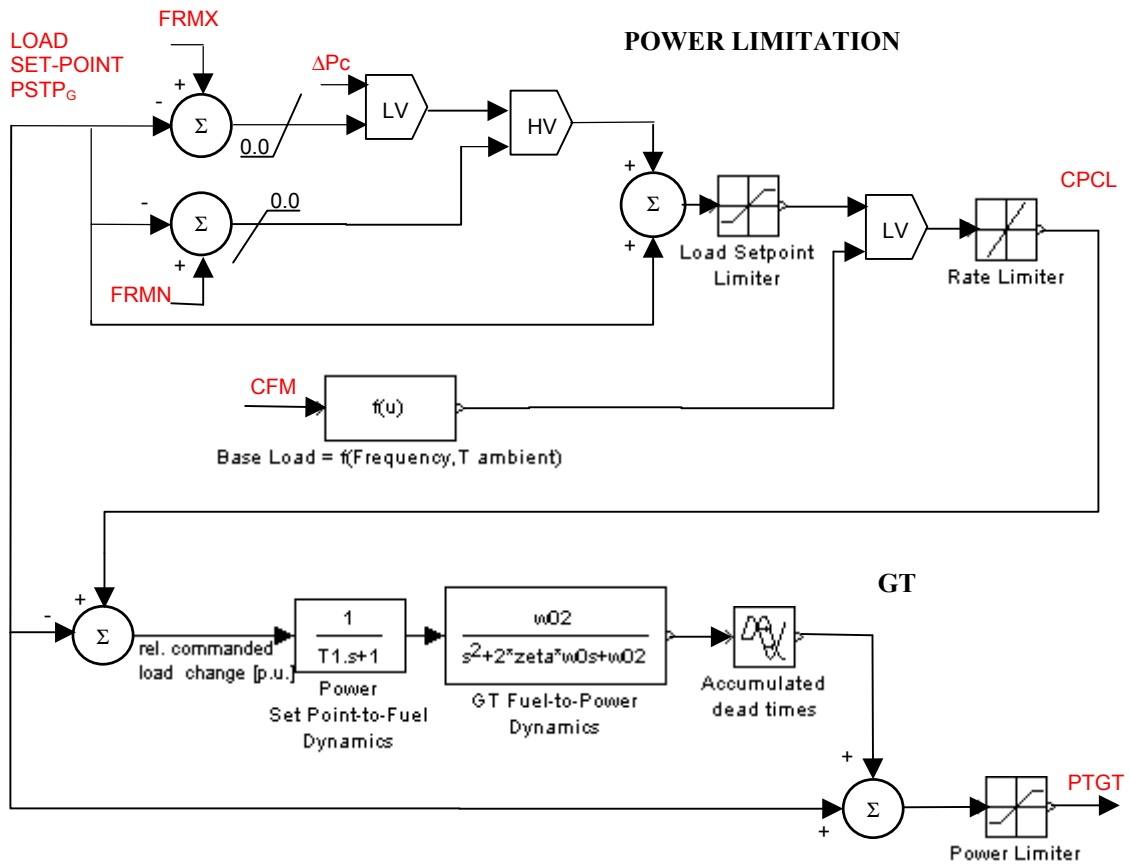 FRMX
LOAD
SET-POINT
PSTPG
POWER LIMITATION
ΔPc
+
-
Σ
0.0
LV
HV
-
Σ
0.0
+
FRMN
+
Σ
+
Load Setpoint
Limiter
LV
CPCL
Rate Limiter
CFM
f(u)
Base Load = f(Frequency,T ambient)
GT
+
-
Σ
rel. commanded
load change [p.u.]
1
T1.s+1
Power
Set Point-to-Fuel
Dynamics
w02
s²+2*zeta*w0s+w02
GT Fuel-to-Power
Dynamics
Accumulated
dead times
+
Σ
+
PTGT
Power Limiter